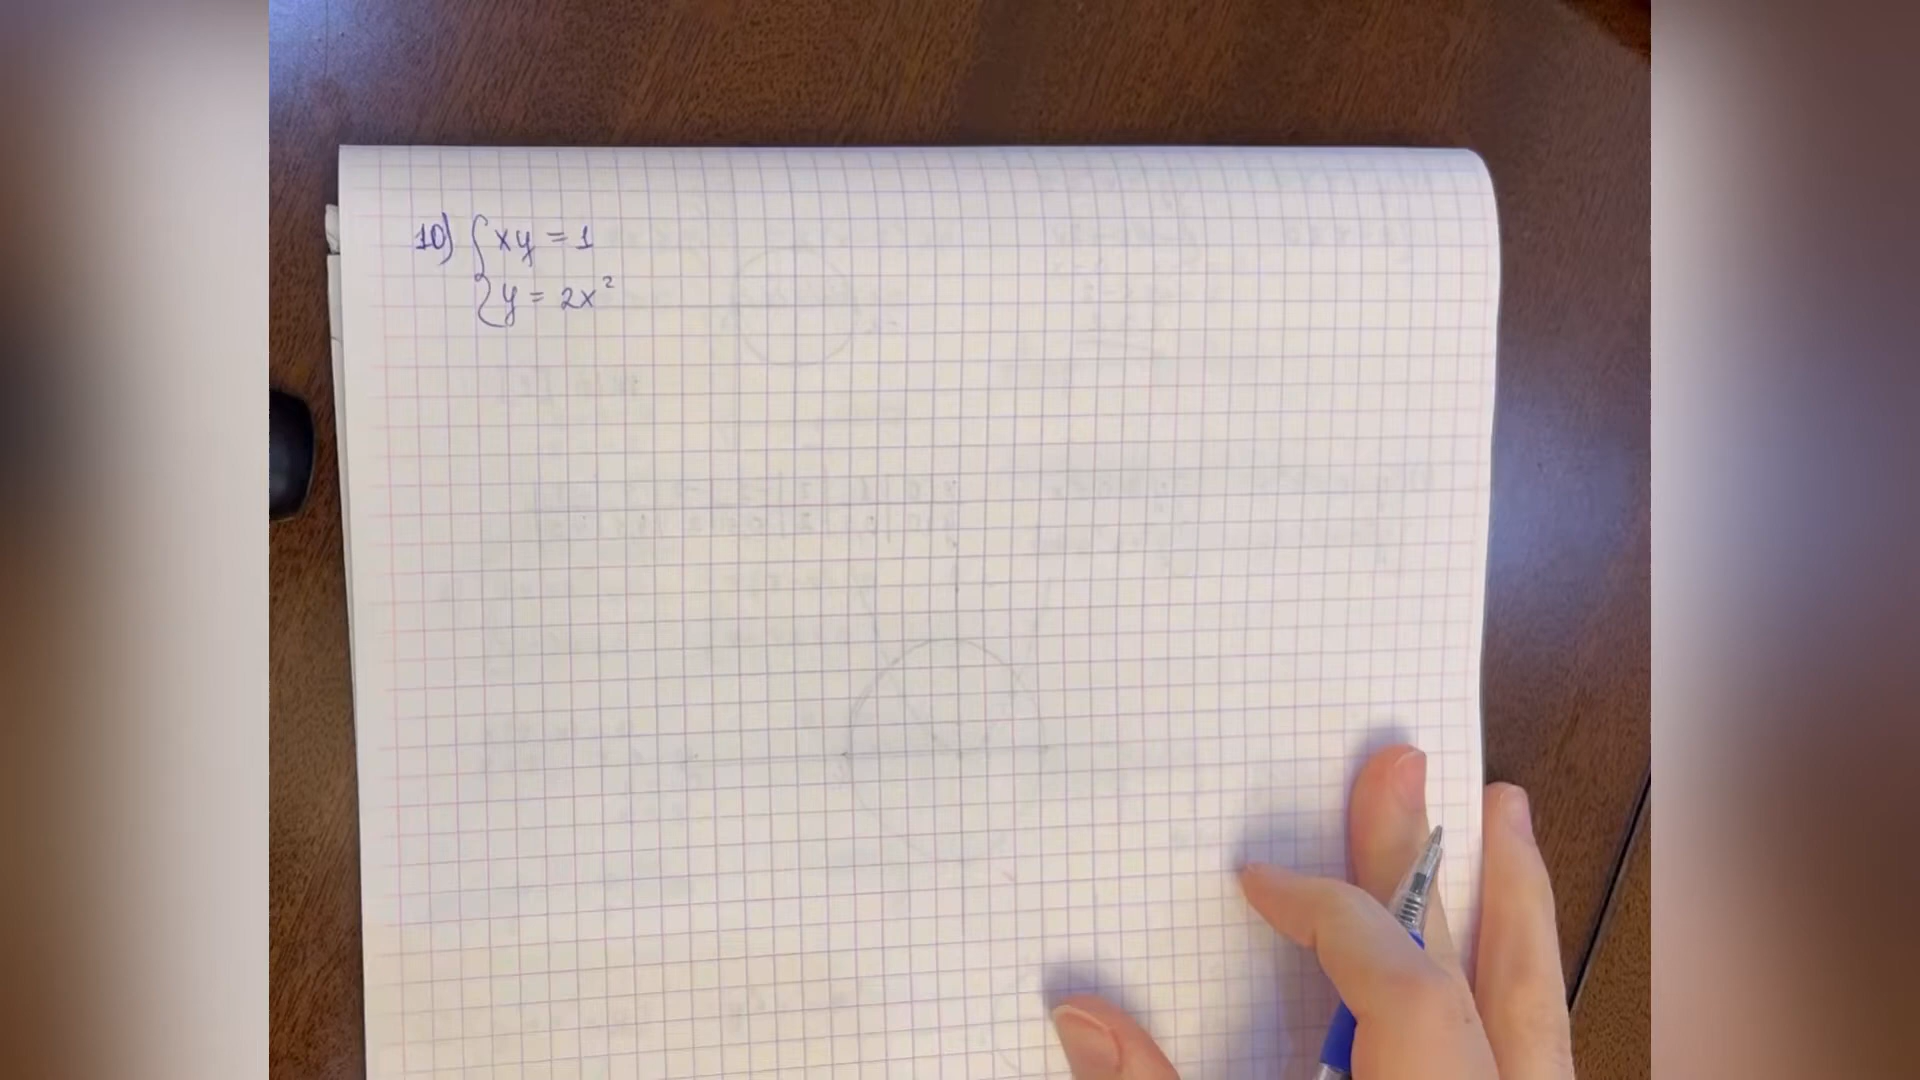 10) { xy = 1
y = 2x²